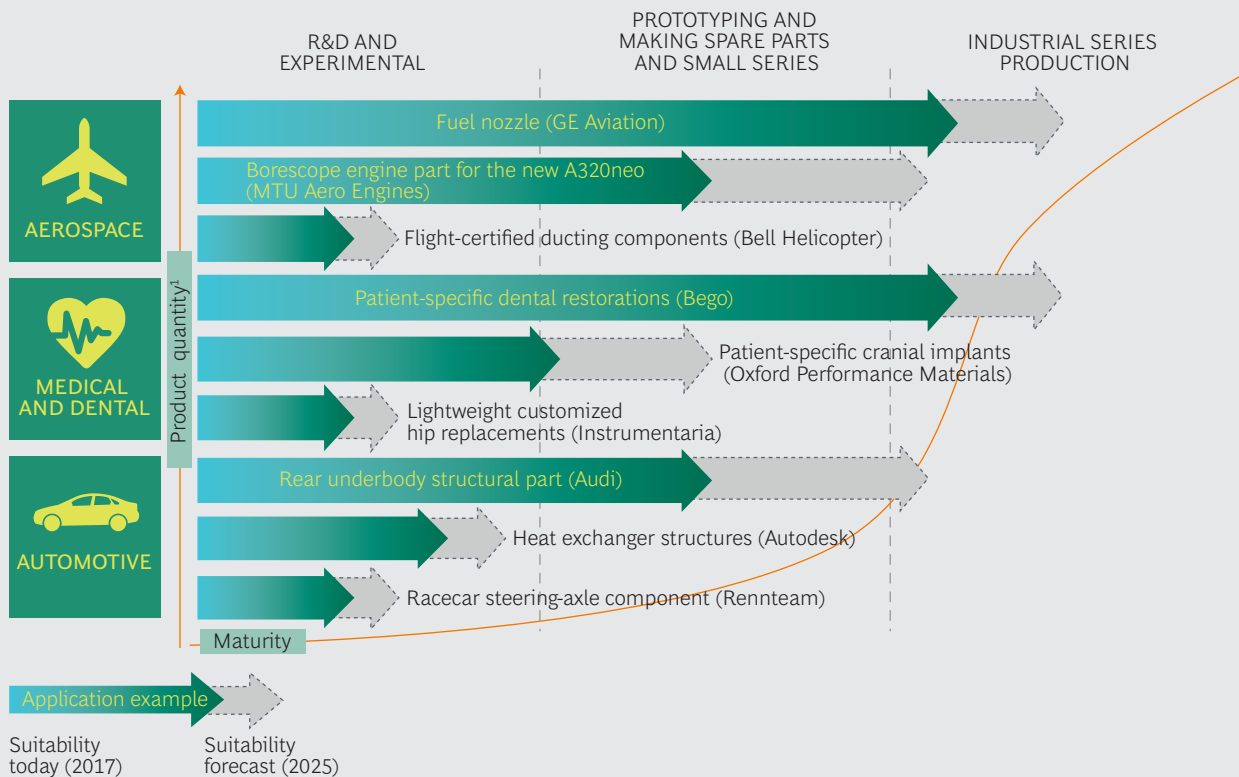 R&D AND
EXPERIMENTAL
PROTOTYPING AND
MAKING SPARE PARTS
AND SMALL SERIES
INDUSTRIAL SERIES
PRODUCTION
AEROSPACE
Fuel nozzle (GE Aviation)
Borescope engine part for the new A320neo
(MTU Aero Engines)
Flight-certified ducting components (Bell Helicopter)
Product quantity¹
MEDICAL
AND DENTAL
Patient-specific dental restorations (Bego)
Patient-specific cranial implants
(Oxford Performance Materials)
Lightweight customized
hip replacements (Instrumentaria)
AUTOMOTIVE
Rear underbody structural part (Audi)
Heat exchanger structures (Autodesk)
Racecar steering-axle component (Rennteam)
Maturity
Application example
Suitability
today (2017)
Suitability
forecast (2025)